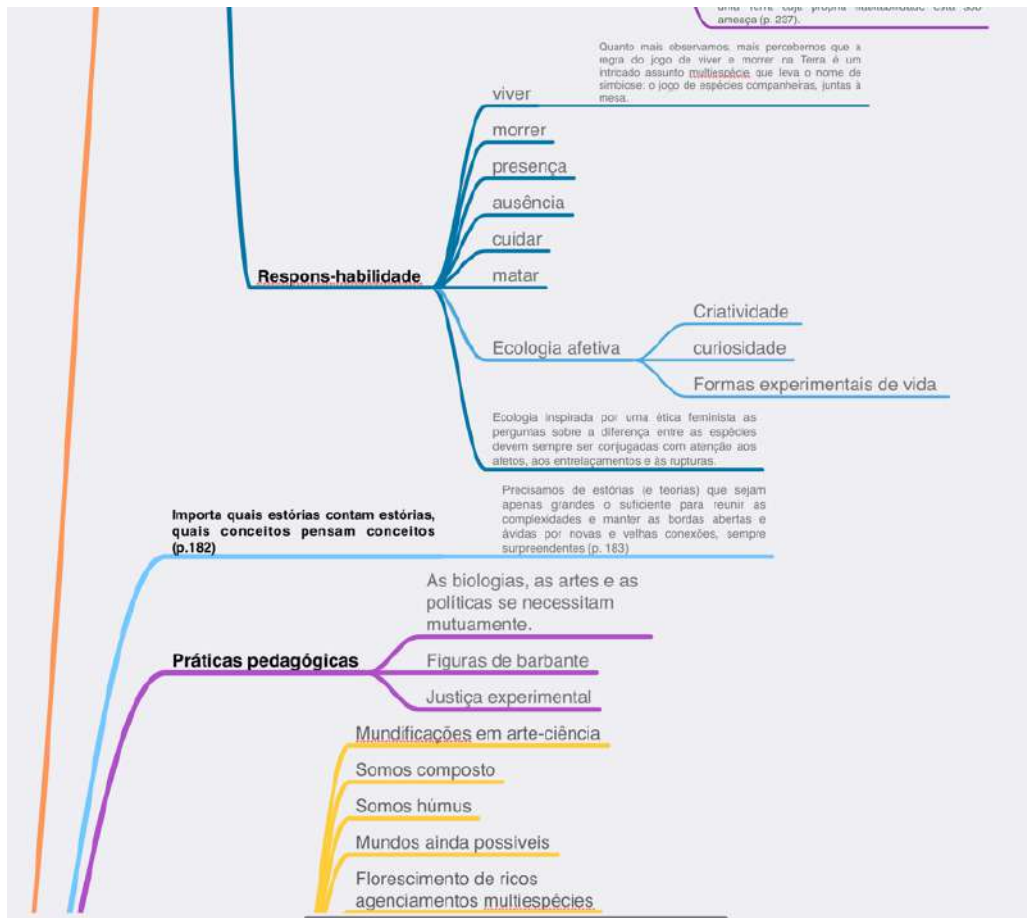 ameaça (p. 237).
Quanto mais observamos, mais percebemos que a
regra do jogo de viver e morrer na Terra é um
intricado assunto multiespécie que leva o nome de
simbiose: o jogo de espécies companheiras, juntas à
mesa.
viver
morrer
presença
ausência
cuidar
matar
Respons-habilidade
Criatividade
Ecologia afetiva
curiosidade
Formas experimentais de vida
Ecologia inspirada por uma ética feminista as
perguntas sobre a diferença entre as espécies
devem sempre ser conjugadas com atenção aos
afetos, aos entrelaçamentos e às rupturas.
Importa quais estórias contam estórias,
quais conceitos pensam conceitos
(p.182)
Precisamos de estórias (e teorias) que sejam
apenas grandes o suficiente para reunir as
complexidades e manter as bordas abertas e
ávidas por novas e velhas conexões, sempre
surpreendentes (p. 183)
As biologias, as artes e as
políticas se necessitam
mutuamente.
Práticas pedagógicas
Figuras de barbante
Justiça experimental
Mundificações em arte-ciência
Somos composto
Somos húmus
Mundos ainda possíveis
Florescimento de ricos
agenciamentos multiespécies